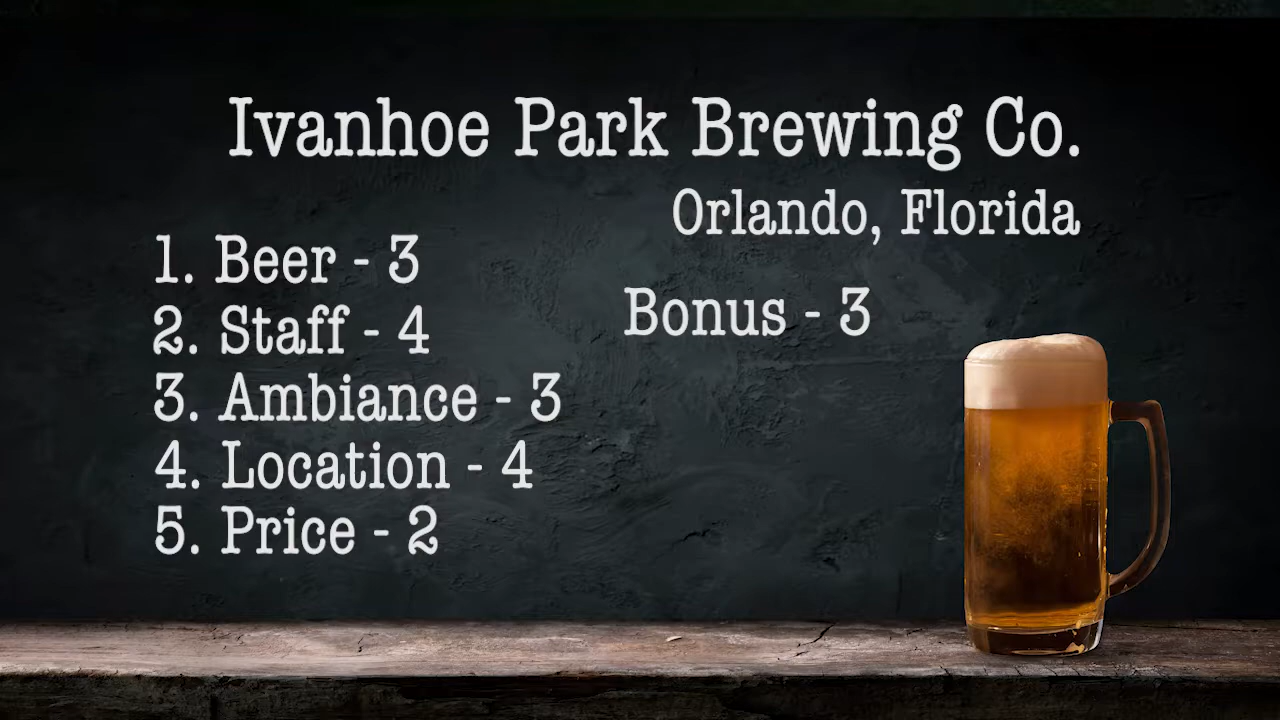 Ivanhoe Park Brewing Co.
Orlando, Florida
1. Beer - 3
2. Staff - 4
3. Ambiance - 3
4. Location - 4
5. Price - 2
Bonus - 3